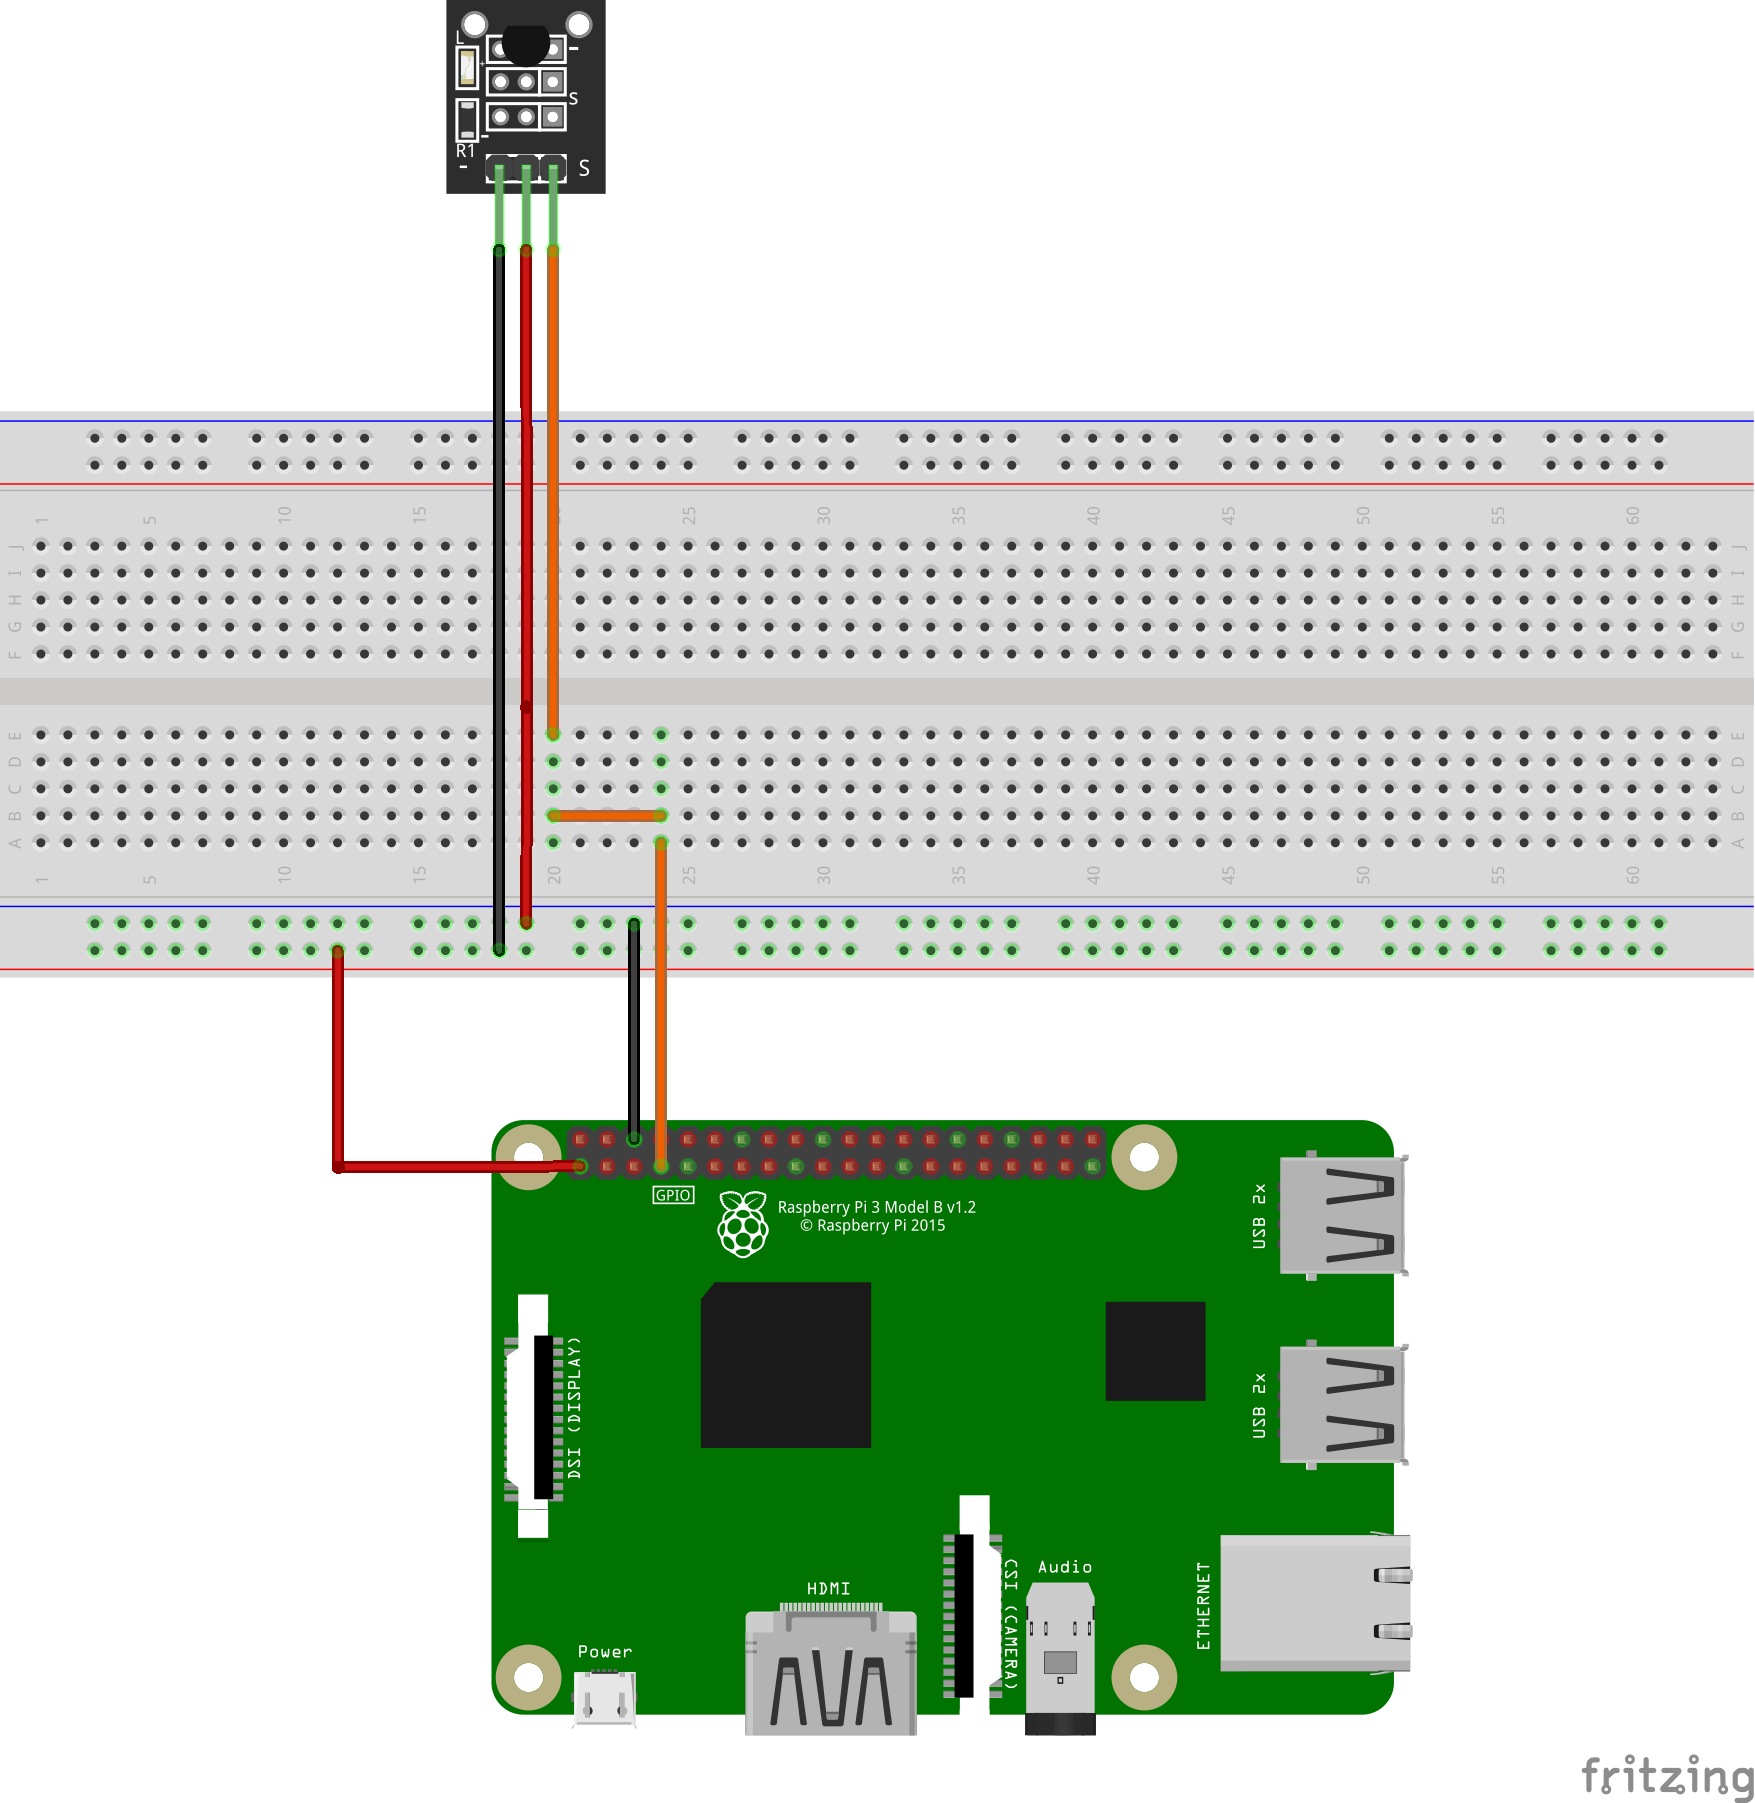 L
+
-
S
-
R1
-
S
1 5 10 15 20 25 30 35 40 45 50 55 60
J J
I I
H H
G G
F F
E E
D D
C C
B B
A A
1 5 10 15 20 25 30 35 40 45 50 55 60
GPIO
Raspberry Pi 3 Model B v1.2
© Raspberry Pi 2015
USB 2x
DSI (DISPLAY)
USB 2x
HDMI
CSI (CAMERA)
Audio
ETHERNET
Power
fritzing